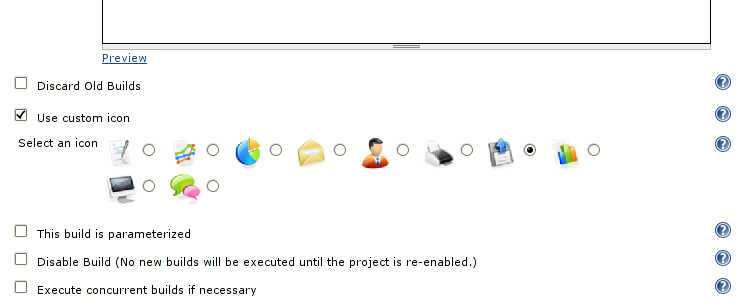 Preview
Discard Old Builds
Use custom icon
Select an icon
This build is parameterized
Disable Build (No new builds will be executed until the project is re-enabled.)
Execute concurrent builds if necessary